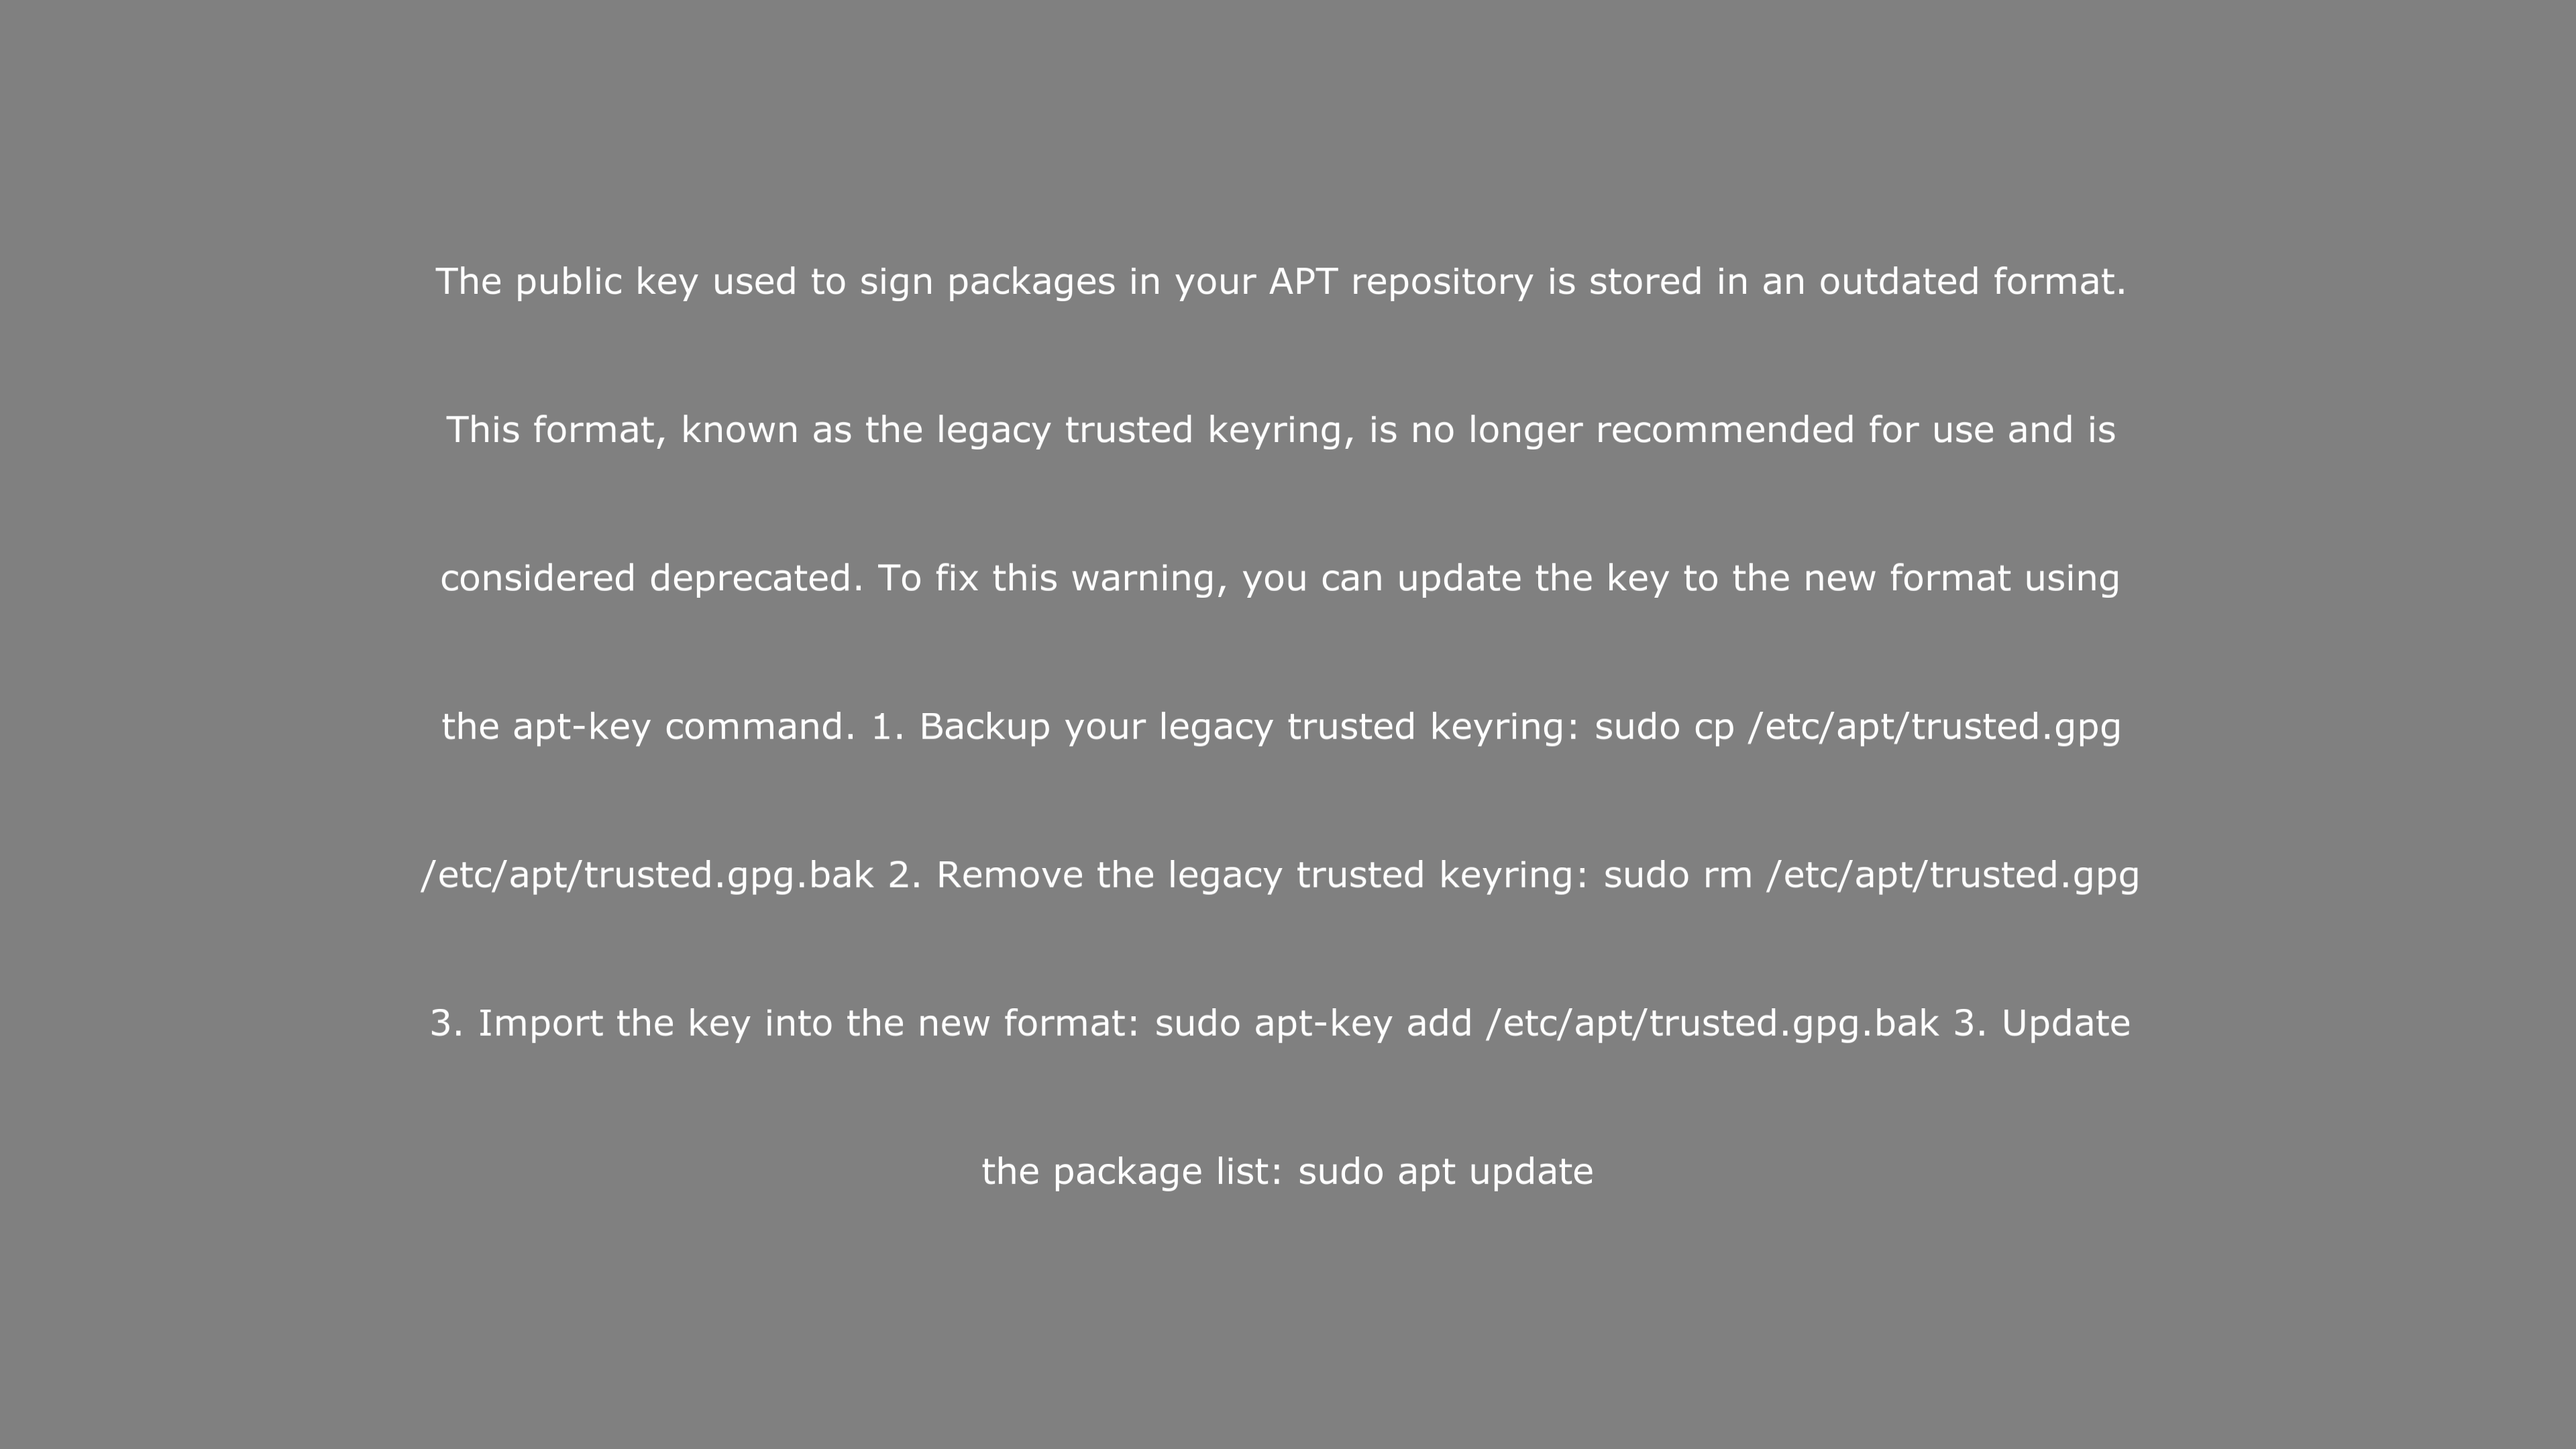 The public key used to sign packages in your APT repository is stored in an outdated format.
This format, known as the legacy trusted keyring, is no longer recommended for use and is
considered deprecated. To fix this warning, you can update the key to the new format using
the apt-key command. 1. Backup your legacy trusted keyring: sudo cp /etc/apt/trusted.gpg
/etc/apt/trusted.gpg.bak 2. Remove the legacy trusted keyring: sudo rm /etc/apt/trusted.gpg
3. Import the key into the new format: sudo apt-key add /etc/apt/trusted.gpg.bak 3. Update
the package list: sudo apt update